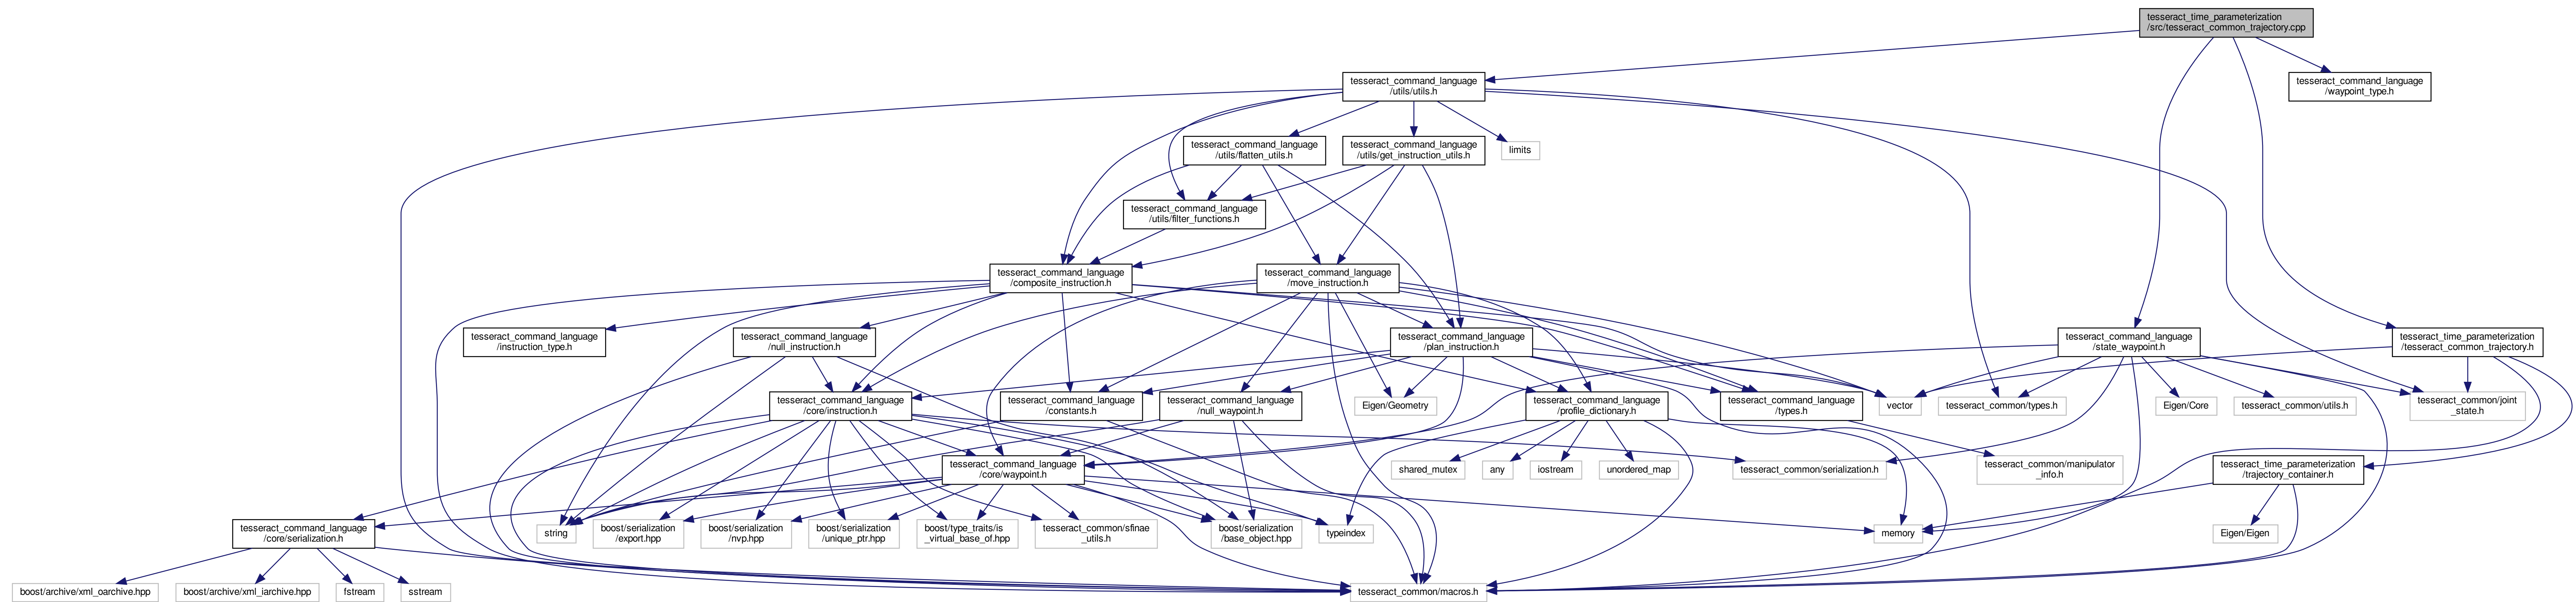 tesseract_time_parameterization
/src/tesseract_common_trajectory.cpp
tesseract_command_language
/utils/utils.h
tesseract_command_language
/waypoint_type.h
tesseract_command_language
/utils/flatten_utils.h
tesseract_command_language
/utils/get_instruction_utils.h
limits
tesseract_command_language
/utils/filter_functions.h
tesseract_command_language
/composite_instruction.h
tesseract_command_language
/move_instruction.h
tesseract_command_language
/instruction_type.h
tesseract_command_language
/null_instruction.h
tesseract_command_language
/plan_instruction.h
tesseract_command_language
/state_waypoint.h
tesseract_time_parameterization
/tesseract_common_trajectory.h
tesseract_command_language
/core/instruction.h
tesseract_command_language
/constants.h
tesseract_command_language
/null_waypoint.h
Eigen/Geometry
tesseract_command_language
/profile_dictionary.h
tesseract_command_language
/types.h
vector
tesseract_common/types.h
Eigen/Core
tesseract_common/utils.h
tesseract_common/joint
_state.h
tesseract_command_language
/core/waypoint.h
shared_mutex
any
iostream
unordered_map
tesseract_common/serialization.h
tesseract_common/manipulator
_info.h
tesseract_time_parameterization
/trajectory_container.h
tesseract_command_language
/core/serialization.h
string
boost/serialization
/export.hpp
boost/serialization
/nvp.hpp
boost/serialization
/unique_ptr.hpp
boost/type_traits/is
_virtual_base_of.hpp
tesseract_common/sfinae
_utils.h
boost/serialization
/base_object.hpp
typeindex
memory
Eigen/Eigen
boost/archive/xml_oarchive.hpp
boost/archive/xml_iarchive.hpp
fstream
sstream
tesseract_common/macros.h